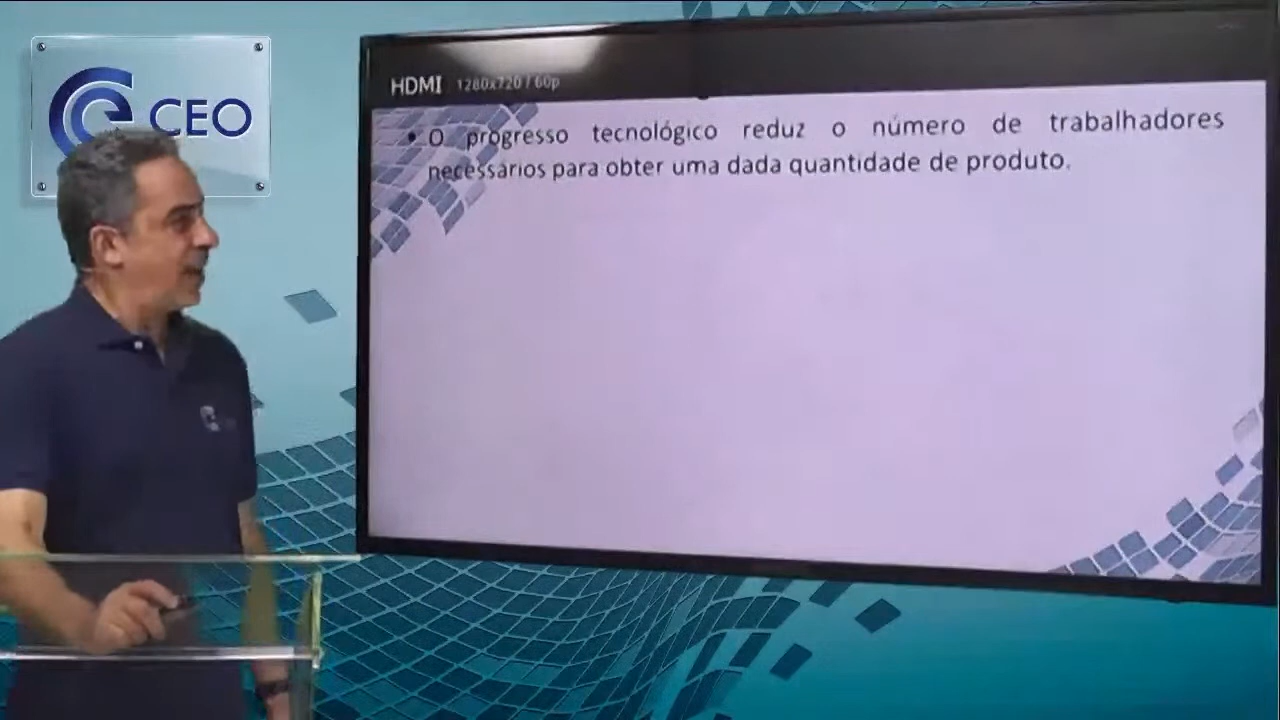 CEO
HDMI 1280x720 / 60p
• O progresso tecnológico reduz o número de trabalhadores
necessários para obter uma dada quantidade de produto.